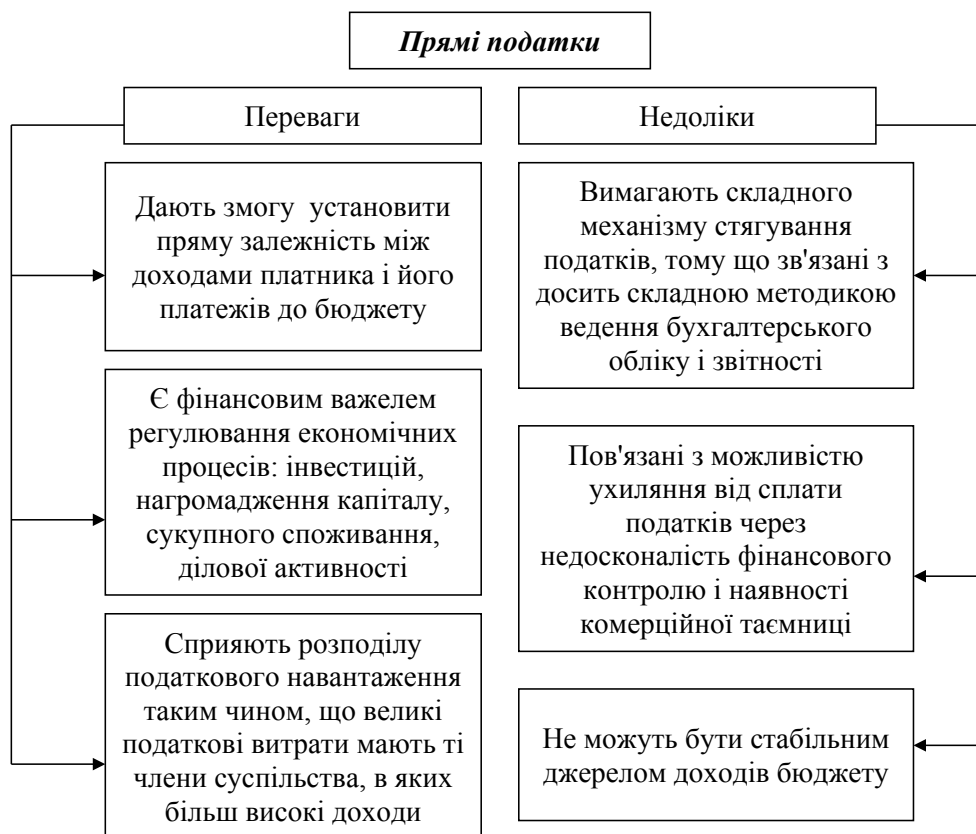 Прямі податки
Переваги
Дають змогу установити
пряму залежність між
доходами платника і його
платежів до бюджету
Є фінансовим важелем
регулювання економічних
процесів: інвестицій,
нагромадження капіталу,
сукупного споживання,
ділової активності
Сприяють розподілу
податкового навантаження
таким чином, що великі
податкові витрати мають ті
члени суспільства, в яких
більш високі доходи
Недоліки
Вимагають складного
механізму стягування
податків, тому що зв'язані з
досить складною методикою
ведення бухгалтерського
обліку і звітності
Пов'язані з можливістю
ухиляння від сплати
податків через
недосконалість фінансового
контролю і наявності
комерційної таємниці
Не можуть бути стабільним
джерелом доходів бюджету